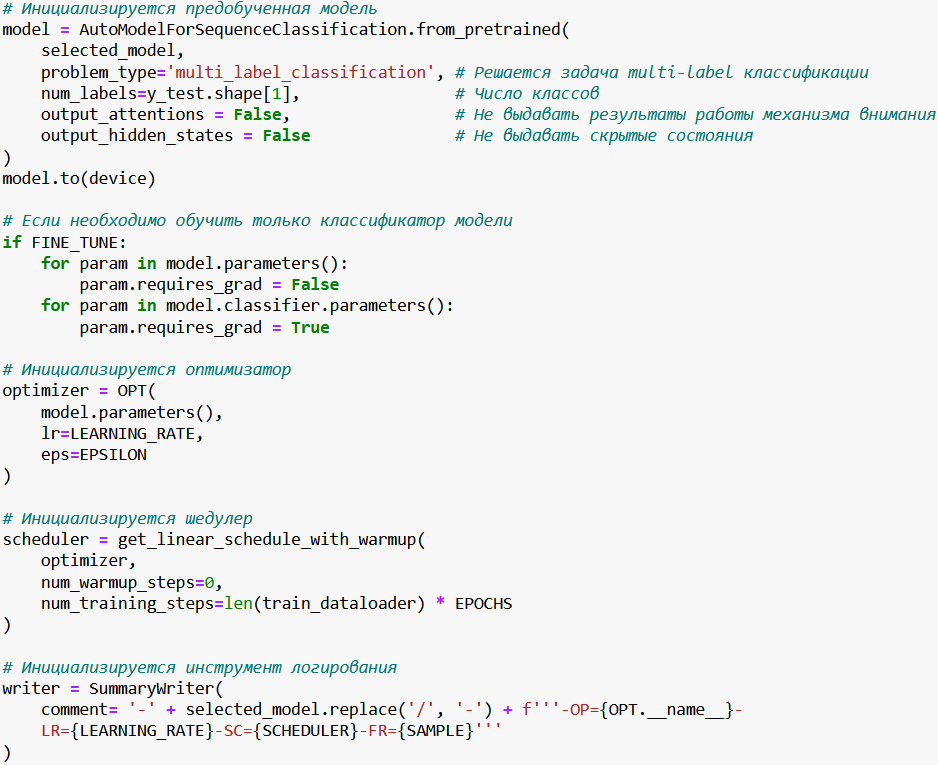 # Инициализируется предобученная модель
model = AutoModelForSequenceClassification.from_pretrained(
    selected_model,
    problem_type='multi_label_classification', # Решается задача multi-label классификации
    num_labels=y_test.shape[1],                # Число классов
    output_attentions = False,                 # Не выдавать результаты работы механизма внимания
    output_hidden_states = False               # Не выдавать скрытые состояния
)
model.to(device)

# Если необходимо обучить только классификатор модели
if FINE_TUNE:
    for param in model.parameters():
        param.requires_grad = False
    for param in model.classifier.parameters():
        param.requires_grad = True

# Инициализируется оптимизатор
optimizer = OPT(
    model.parameters(),
    lr=LEARNING_RATE,
    eps=EPSILON
)

# Инициализируется шедулер
scheduler = get_linear_schedule_with_warmup(
    optimizer,
    num_warmup_steps=0,
    num_training_steps=len(train_dataloader) * EPOCHS
)

# Инициализируется инструмент логирования
writer = SummaryWriter(
    comment= '-' + selected_model.replace('/', '-') + f'''-OP={OPT.__name__}-
    LR={LEARNING_RATE}-SC={SCHEDULER}-FR={SAMPLE}'''
)